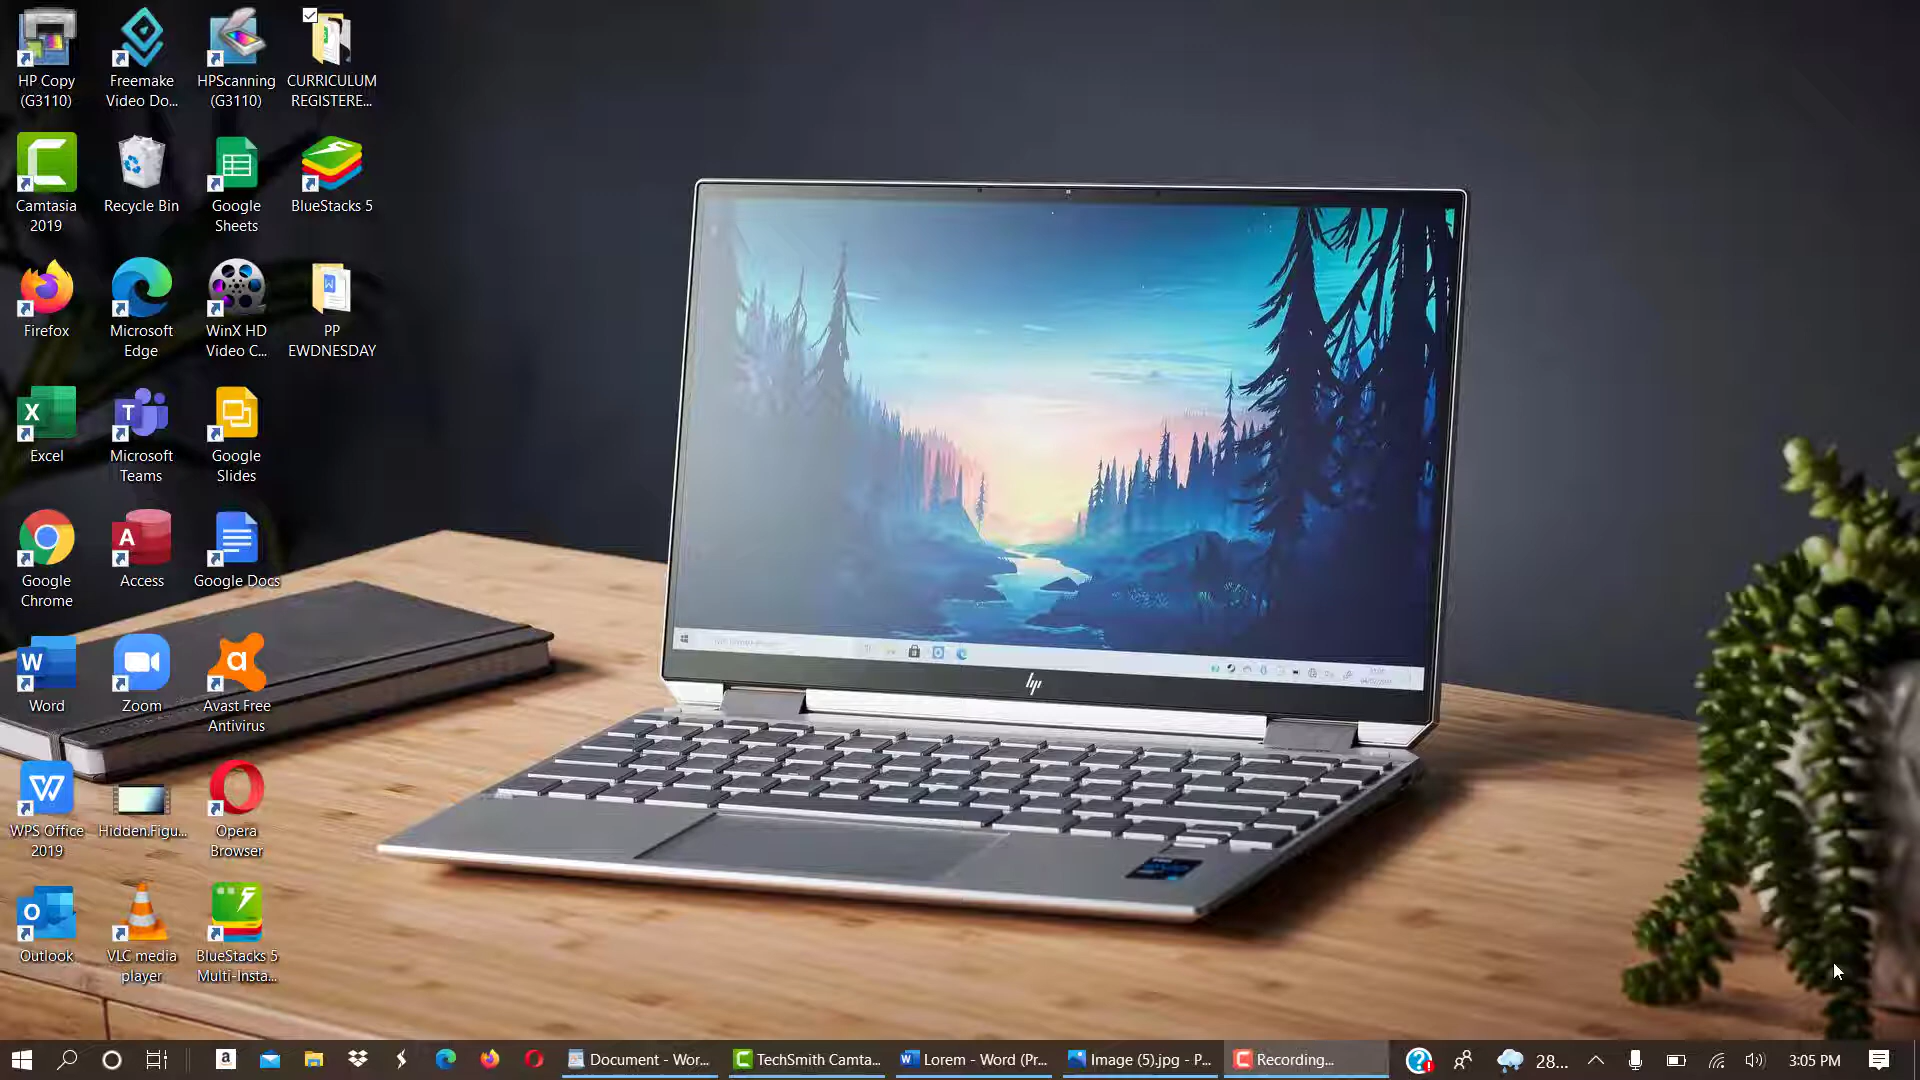 HP Copy
(G3110)
Freemake
Video Do...
HPScanning
(G3110)
CURRICULUM
REGISTERE...
Camtasia
2019
Recycle Bin
Google
Sheets
BlueStacks 5
Firefox
Microsoft
Edge
WinX HD
Video C...
PP
EWDNESDAY
Excel
Microsoft
Teams
Google
Slides
Google
Chrome
Access
Google Docs
Word
Zoom
Avast Free
Antivirus
WPS Office
2019
Hidden.Figu...
Opera
Browser
Outlook
VLC media
player
BlueStacks 5
Multi-Insta...
hp
Document - Wor...
TechSmith Camta...
Lorem - Word (Pr...
Image (5).jpg - P...
Recording...
28...
3:05 PM